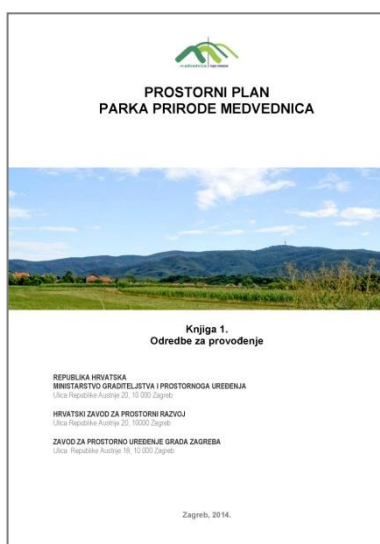 PROSTORNI PLAN
PARKA PRIRODE MEDVEDNICA
Knjiga 1.
Odredbe za provođenje
REPUBLIKA HRVATSKA
MINISTARSTVO GRADITELJSTVA I PROSTORNOGA UREĐENJA
Ulica Republike Austrije 20, 10 000 Zagreb
HRVATSKI ZAVOD ZA PROSTORNI RAZVOJ
Ulica Republike Austrije 20, 10000 Zagreb
ZAVOD ZA PROSTORNO UREĐENJE GRADA ZAGREBA
Ulica Republike Austrije 18, 10 000 Zagreb
Zagreb, 2014.